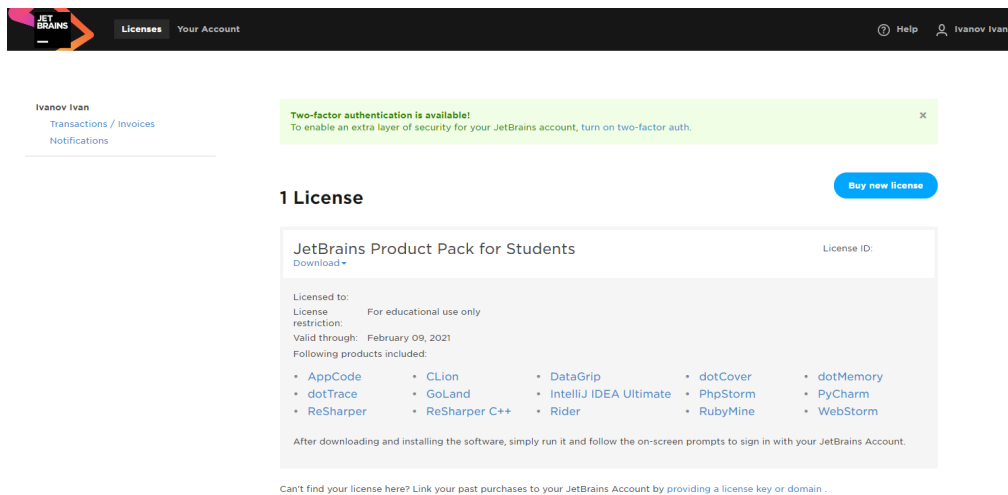 JET
BRAINS
Licenses Your Account
Help Ivanov Ivan
Ivanov Ivan
Transactions / Invoices
Notifications
Two-factor authentication is available!
To enable an extra layer of security for your JetBrains account, turn on two-factor auth.
×
1 License
Buy new license
JetBrains Product Pack for Students
Download
License ID:
Licensed to:
License restriction: For educational use only
Valid through: February 09, 2021
Following products included:
• AppCode • CLion • DataGrip • dotCover • dotMemory
• dotTrace • GoLand • IntelliJ IDEA Ultimate • PhpStorm • PyCharm
• ReSharper • ReSharper C++ • Rider • RubyMine • WebStorm
After downloading and installing the software, simply run it and follow the on-screen prompts to sign in with your JetBrains Account.
Can't find your license here? Link your past purchases to your JetBrains Account by providing a license key or domain .